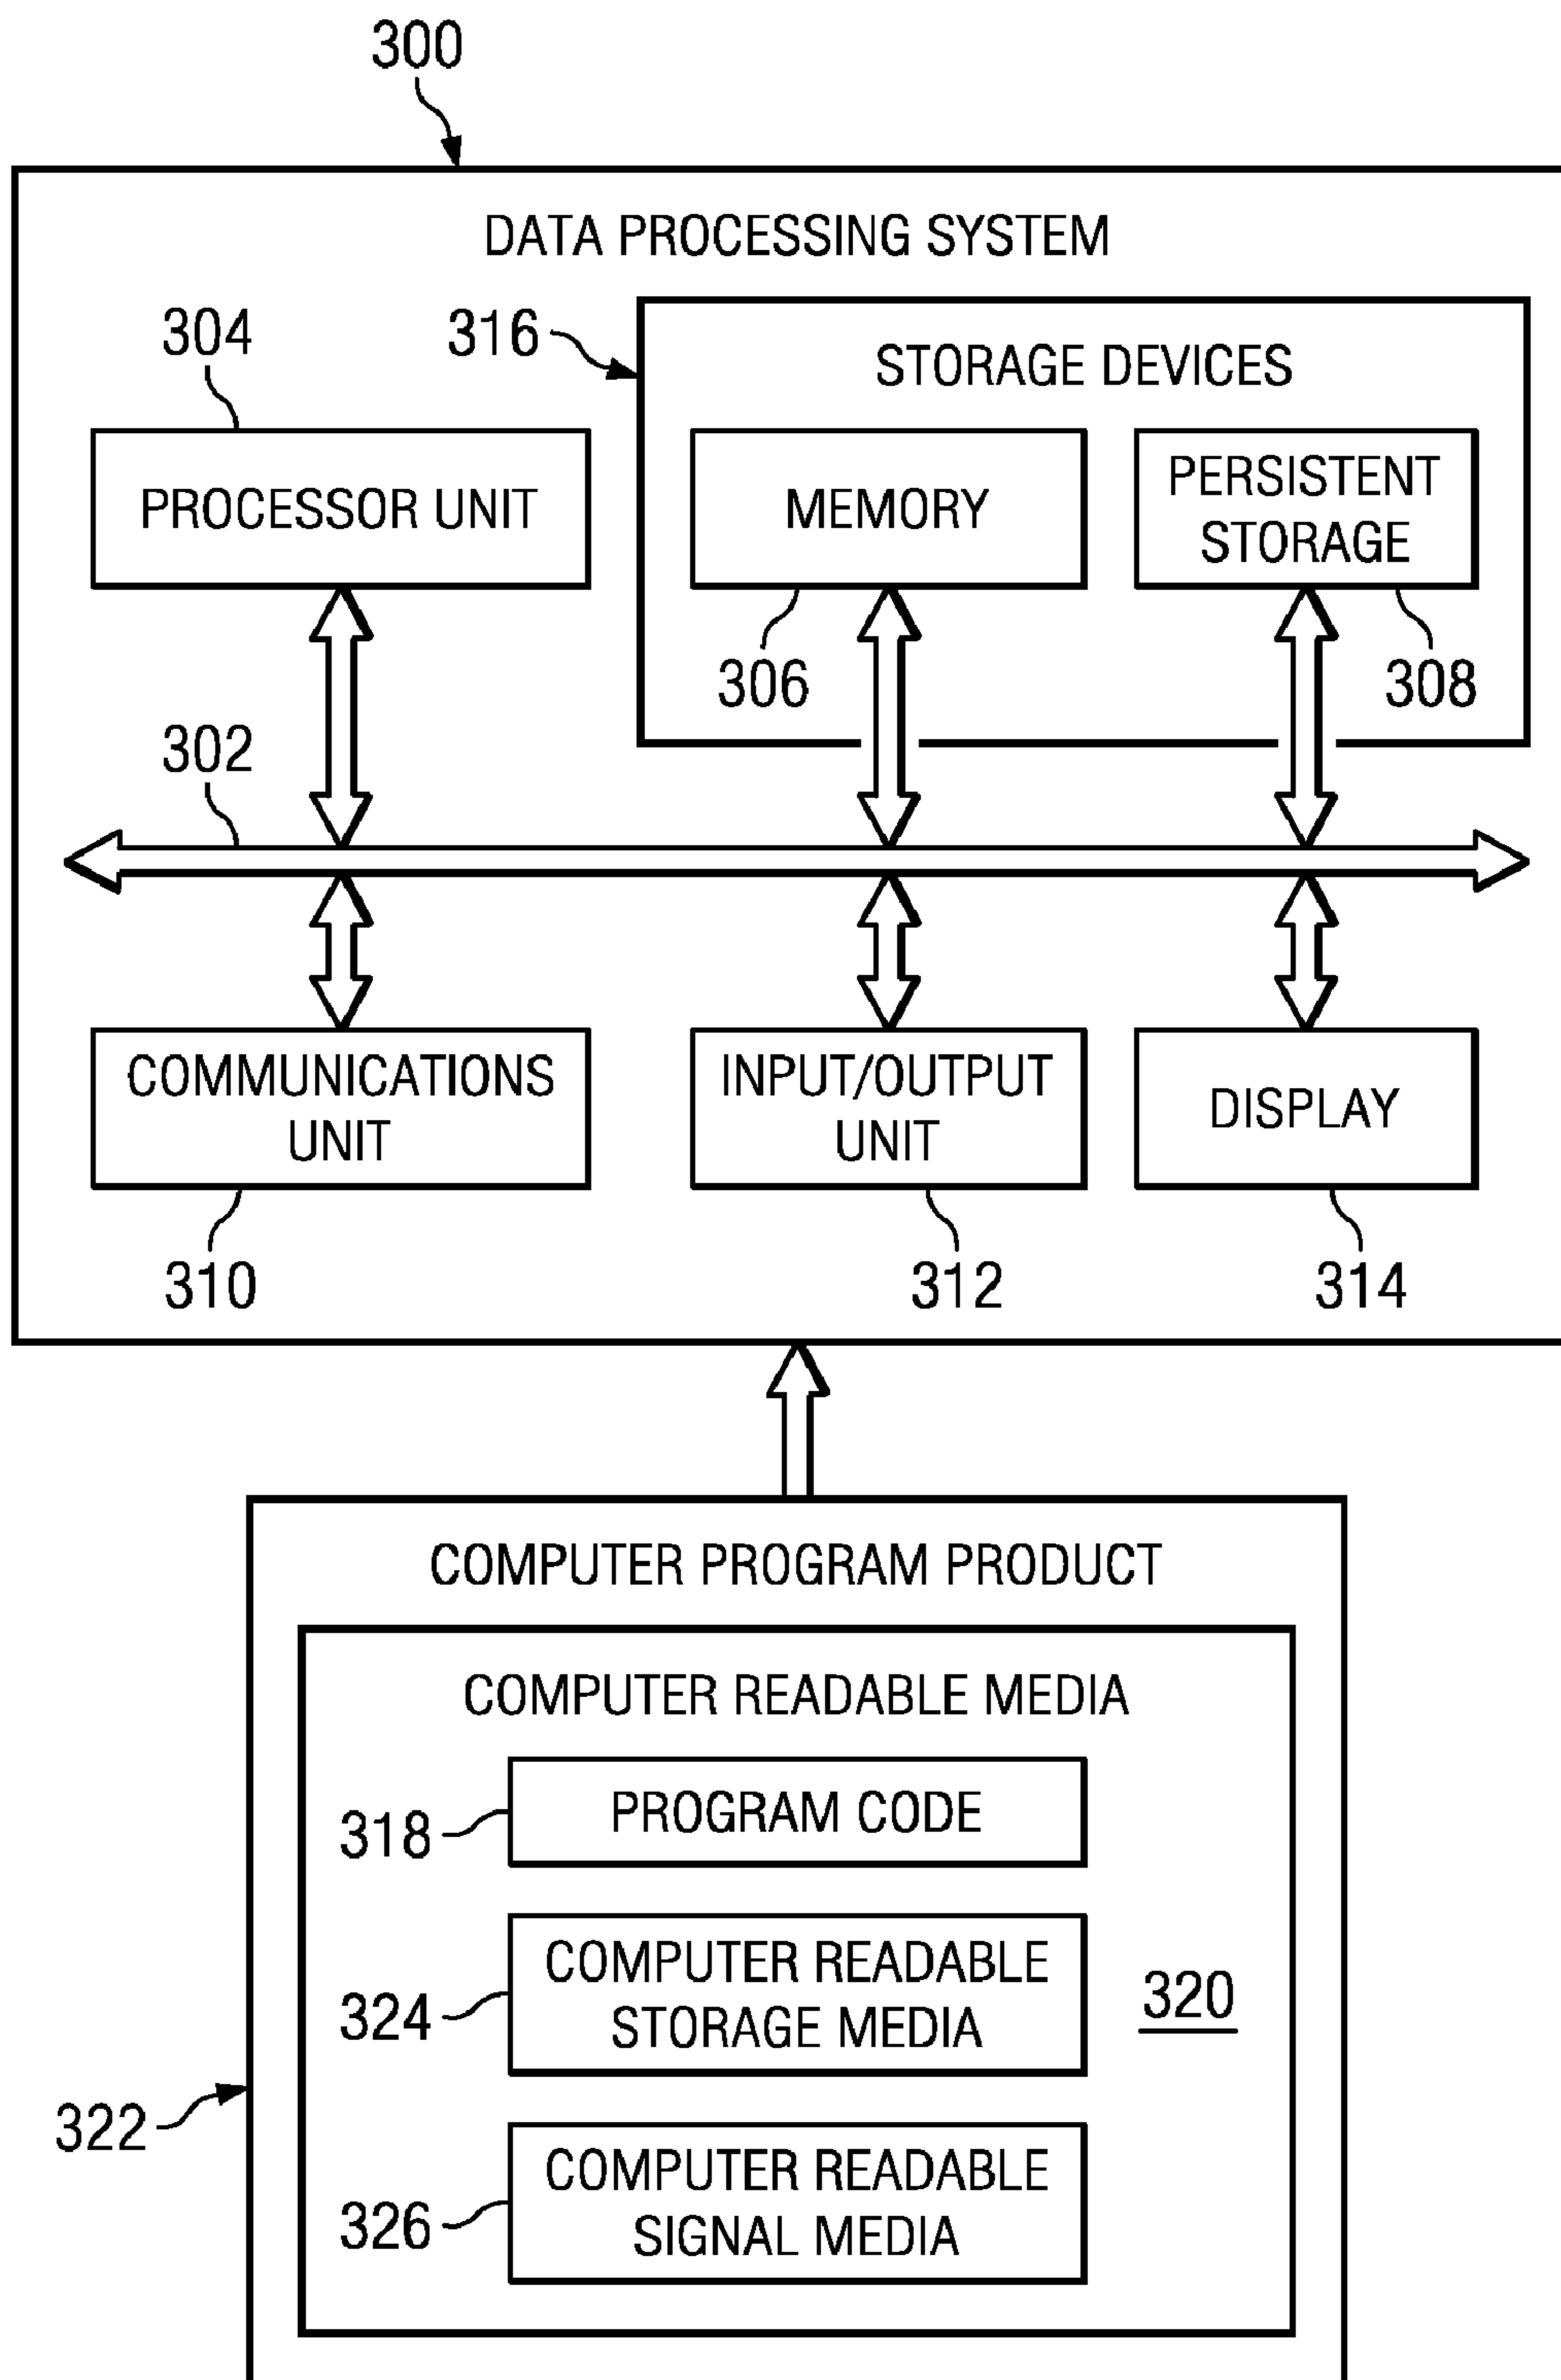 300
DATA PROCESSING SYSTEM
304
316
STORAGE DEVICES
PROCESSOR UNIT
MEMORY
PERSISTENT
STORAGE
306
308
302
COMMUNICATIONS
UNIT
INPUT/OUTPUT
UNIT
DISPLAY
310
312
314
COMPUTER PROGRAM PRODUCT
COMPUTER READABLE MEDIA
318
PROGRAM CODE
324
COMPUTER READABLE
STORAGE MEDIA
320
322
326
COMPUTER READABLE
SIGNAL MEDIA